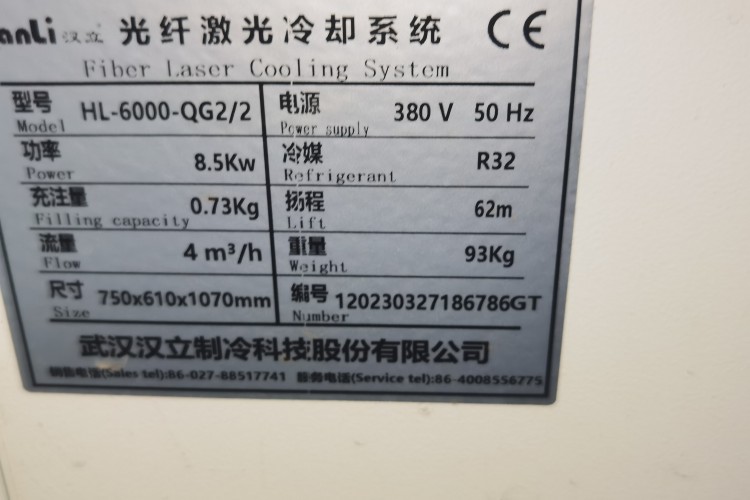 anLi 汉立 光纤激光冷却系统 CE
Fiber Laser Cooling System
型号 Model HL-6000-QG2/2 电源 Power supply 380 V 50 Hz
功率 Power 8.5Kw 冷媒 Refrigerant R32
充注量 Filling capacity 0.73Kg 扬程 Lift 62m
流量 Flow 4 m³/h 重量 Weight 93Kg
尺寸 Size 750x610x1070mm 编号 Number 120230327186786GT
武汉汉立制冷科技股份有限公司
销售电话(Sales tel):86-027-88517741 服务电话(Service tel):86-4008556775